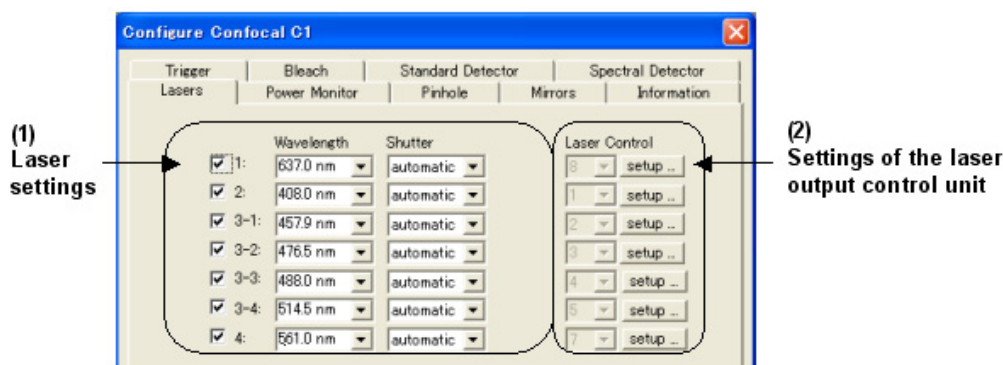 Configure Confocal C1
Trigger Bleach Standard Detector Spectral Detector
Lasers Power Monitor Pinhole Mirrors Information
(1)
Laser
settings
Wavelength Shutter Laser Control
1: 637.0 nm automatic 8 setup ..
2: 408.0 nm automatic 1 setup ..
3-1: 457.9 nm automatic 2 setup ..
3-2: 476.5 nm automatic 3 setup ..
3-3: 488.0 nm automatic 4 setup ..
3-4: 514.5 nm automatic 5 setup ..
4: 561.0 nm automatic 7 setup ..
(2)
Settings of the laser
output control unit